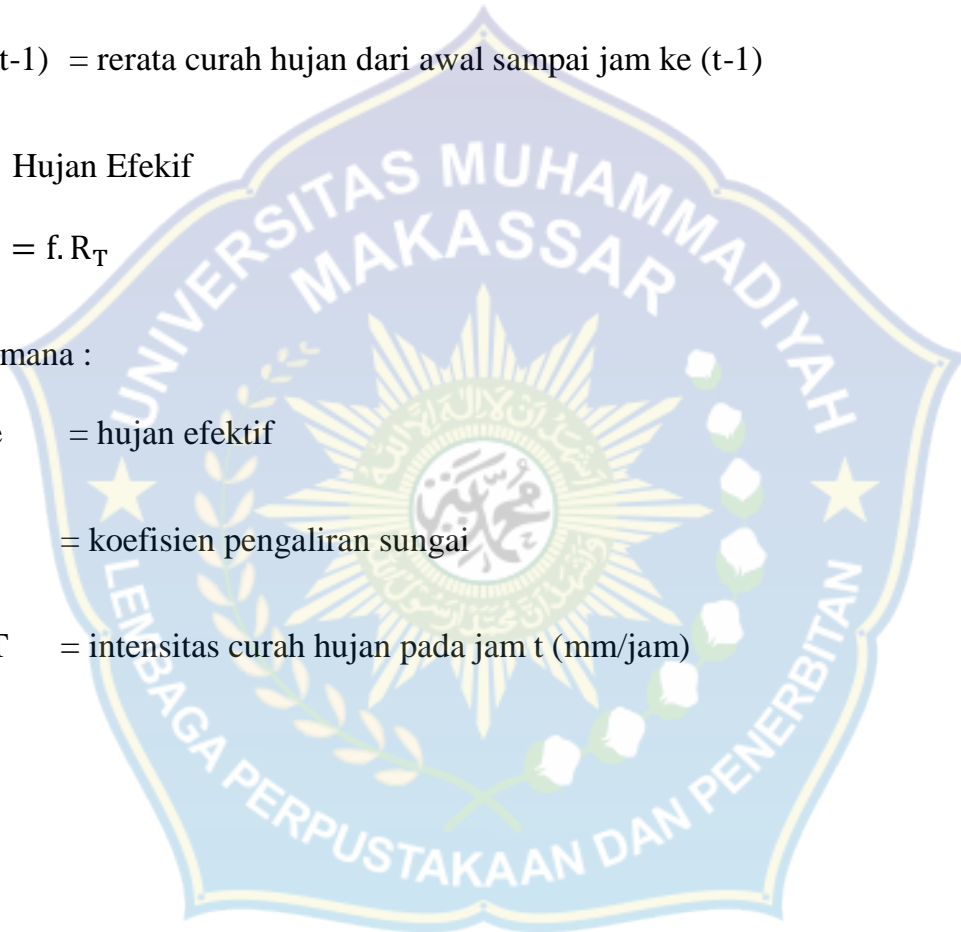 t-1) = rerata curah hujan dari awal sampai jam ke (t-1)
Hujan Efekif
= f. R_T
mana :
e = hujan efektif
= koefisien pengaliran sungai
T = intensitas curah hujan pada jam t (mm/jam)
UNIVERSITAS MUHAMMADIYAH
MAKASSAR
LEMBAGA PERPUSTAKAAN DAN PENERBITAN